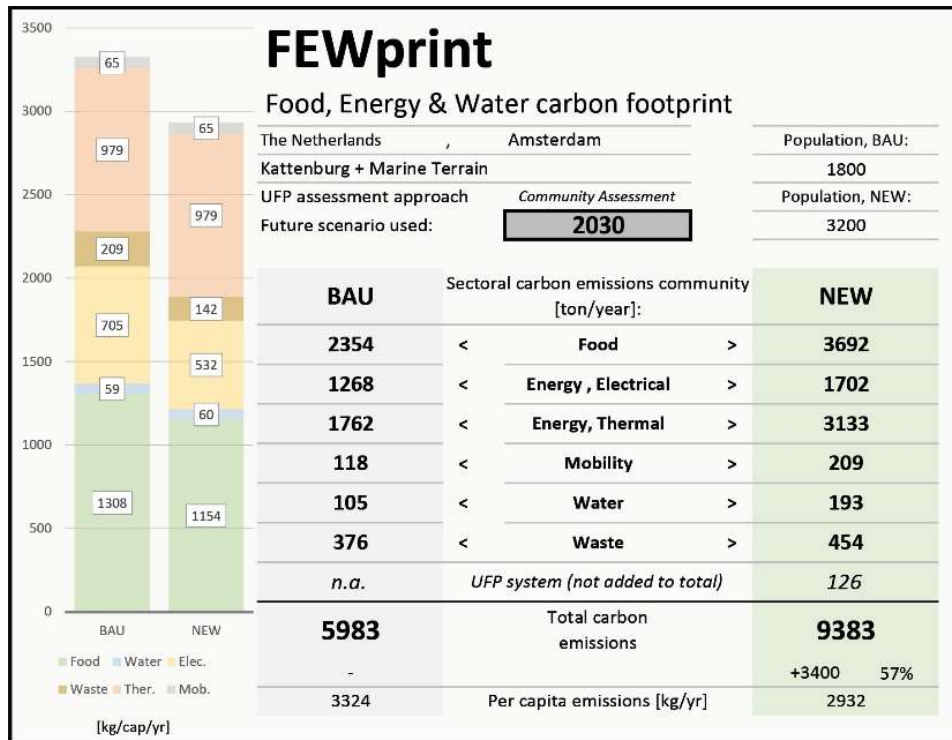 FEWprint
Food, Energy & Water carbon footprint
The Netherlands , Amsterdam
Kattenburg + Marine Terrain
UFP assessment approach Community Assessment
Future scenario used: 2030
Population, BAU:
1800
Population, NEW:
3200
3500
3000
2500
2000
1500
1000
500
0
65
979
209
705
59
1308
65
979
142
532
60
1154
BAU NEW
Food Water Elec.
Waste Ther. Mob.
[kg/cap/yr]
BAU Sectoral carbon emissions community NEW
[ton/year]:
2354 < Food > 3692
1268 < Energy , Electrical > 1702
1762 < Energy, Thermal > 3133
118 < Mobility > 209
105 < Water > 193
376 < Waste > 454
n.a. UFP system (not added to total) 126
5983 Total carbon 9383
emissions
- +3400 57%
3324 Per capita emissions [kg/yr] 2932